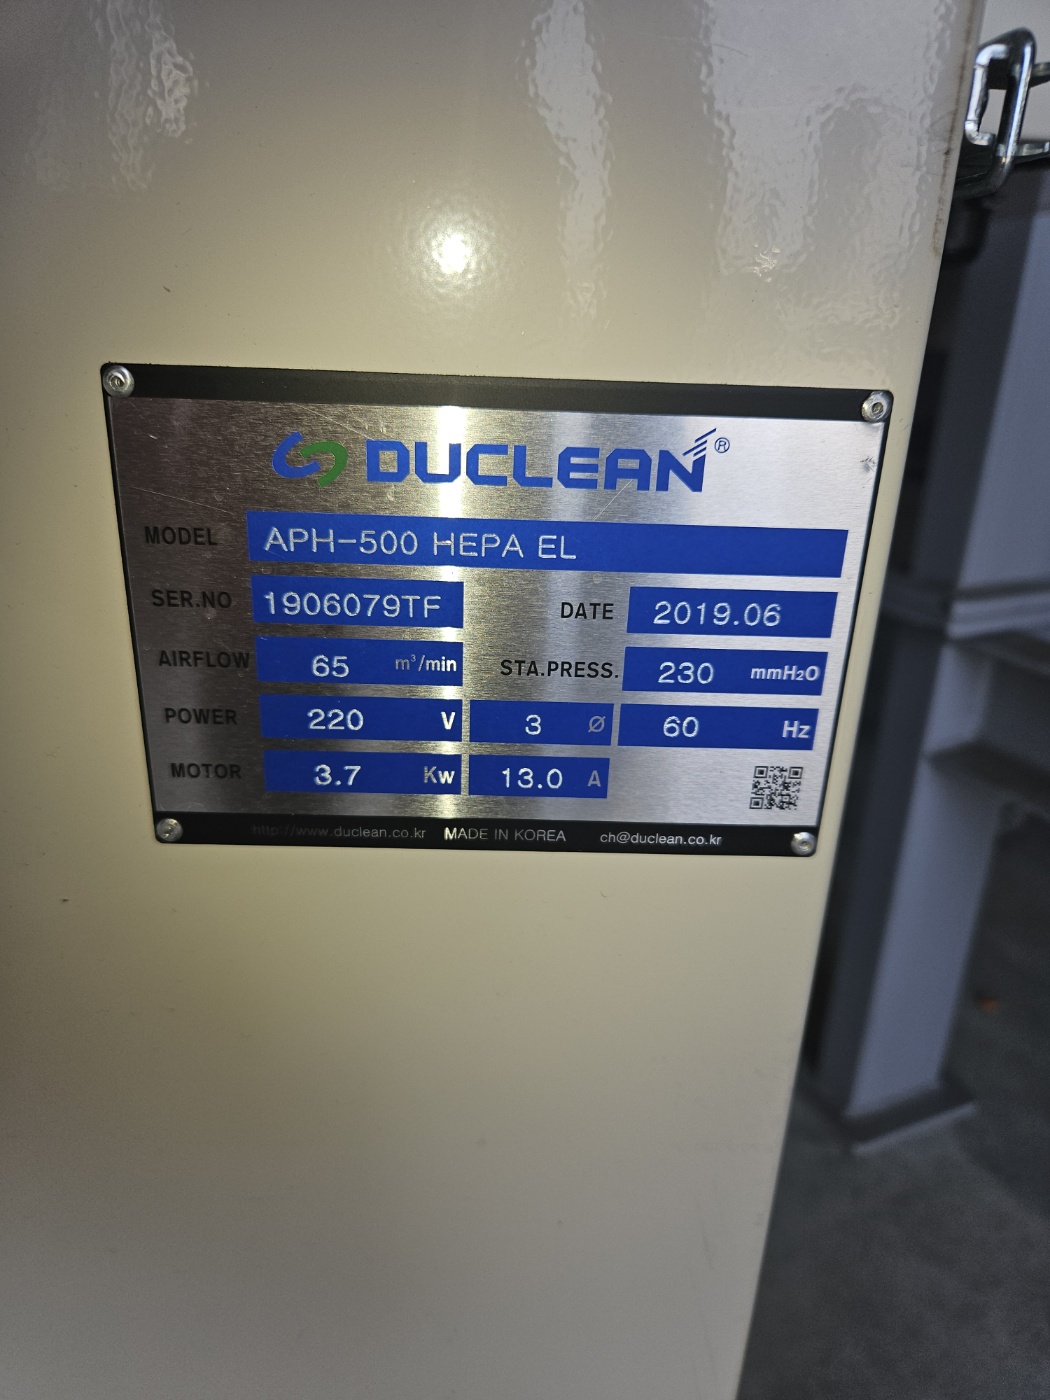 DUCLEAN®
MODEL APH-500 HEPA EL
SER.NO 1906079TF DATE 2019.06
AIRFLOW 65 m³/min STA.PRESS. 230 mmH2O
POWER 220 V 3 Ø 60 Hz
MOTOR 3.7 Kw 13.0 A
http://www.duclean.co.kr MADE IN KOREA ch@duclean.co.kr